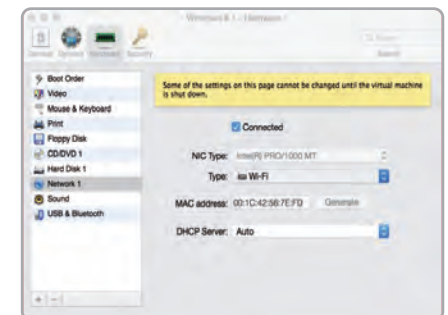 Windows 8.1 - Hardware
General Options Hardware Security
Search
Boot Order
Video
Mouse & Keyboard
Print
Floppy Disk
CD/DVD 1
Hard Disk 1
Network 1
Sound
USB & Bluetooth
Some of the settings on this page cannot be changed until the virtual machine
is shut down.
Connected
NIC Type: Intel(R) PRO/1000 MT
Type: Wi-Fi
MAC address: 00:1C:42:56:7E:FD Generate
DHCP Server: Auto
+ -